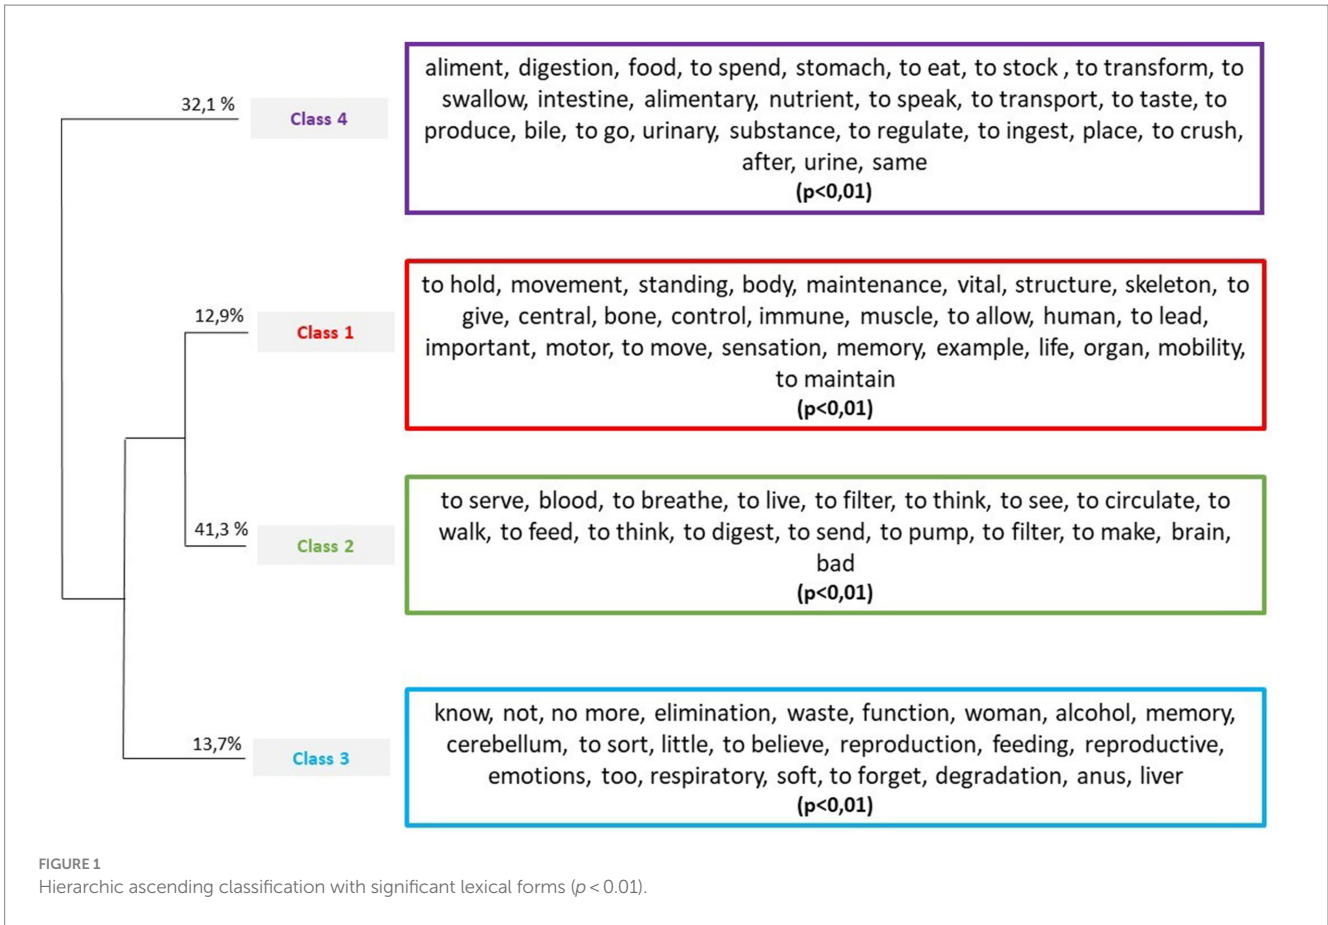 32,1 %
Class 4
aliment, digestion, food, to spend, stomach, to eat, to stock , to transform, to
swallow, intestine, alimentary, nutrient, to speak, to transport, to taste, to
produce, bile, to go, urinary, substance, to regulate, to ingest, place, to crush,
after, urine, same
(p<0,01)
12,9%
Class 1
to hold, movement, standing, body, maintenance, vital, structure, skeleton, to
give, central, bone, control, immune, muscle, to allow, human, to lead,
important, motor, to move, sensation, memory, example, life, organ, mobility,
to maintain
(p<0,01)
41,3 %
Class 2
to serve, blood, to breathe, to live, to filter, to think, to see, to circulate, to
walk, to feed, to think, to digest, to send, to pump, to filter, to make, brain,
bad
(p<0,01)
13,7%
Class 3
know, not, no more, elimination, waste, function, woman, alcohol, memory,
cerebellum, to sort, little, to believe, reproduction, feeding, reproductive,
emotions, too, respiratory, soft, to forget, degradation, anus, liver
(p<0,01)
FIGURE 1
Hierarchic ascending classification with significant lexical forms (p < 0.01).